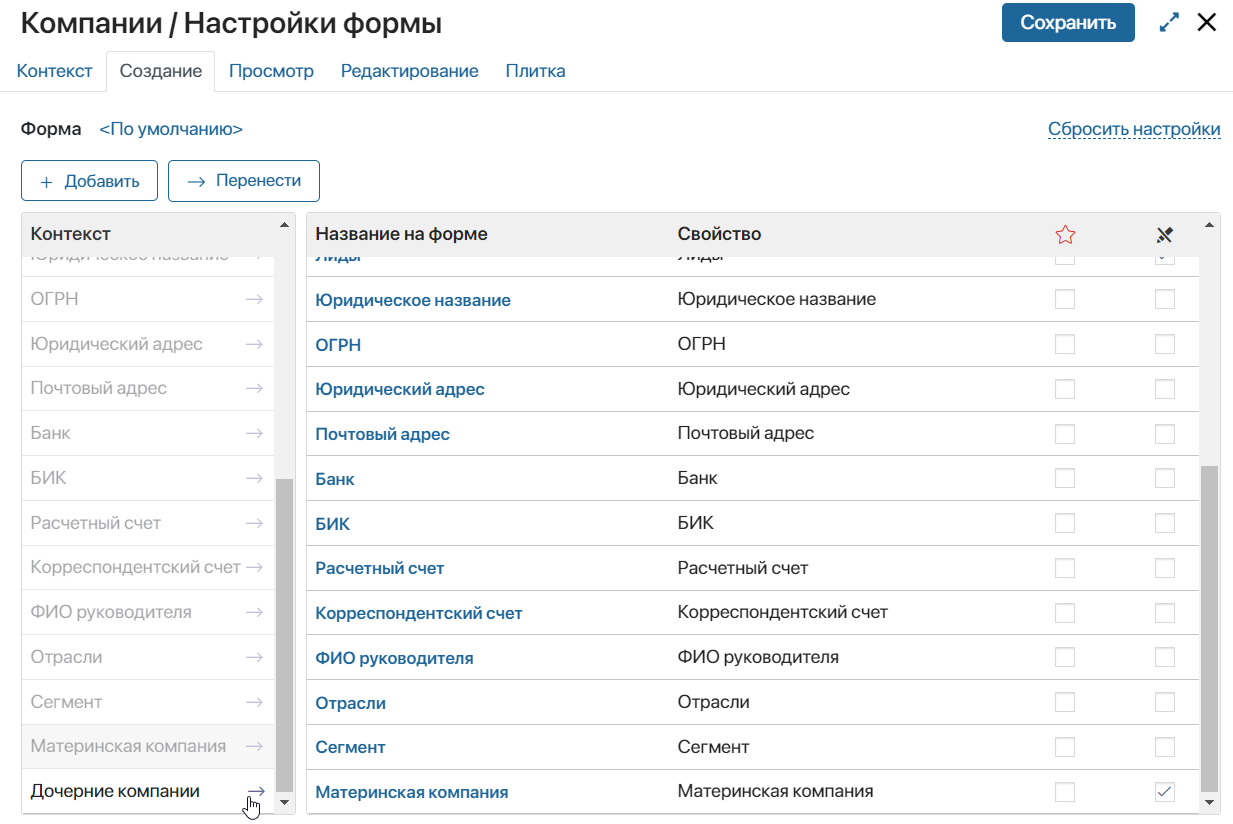 Компании / Настройки формы
Сохранить
Контекст Создание Просмотр Редактирование Плитка
Форма <По умолчанию>
Сбросить настройки
+ Добавить
→ Перенести
Контекст
Название на форме Свойство
Юридическое название →
Лиды Лиды
ОГРН →
Юридическое название Юридическое название
Юридический адрес →
ОГРН ОГРН
Почтовый адрес →
Юридический адрес Юридический адрес
Банк →
Почтовый адрес Почтовый адрес
БИК →
Банк Банк
Расчетный счет →
БИК БИК
Корреспондентский счет →
Расчетный счет Расчетный счет
ФИО руководителя →
Корреспондентский счет Корреспондентский счет
Отрасли →
ФИО руководителя ФИО руководителя
Сегмент →
Отрасли Отрасли
Материнская компания →
Сегмент Сегмент
Дочерние компании →
Материнская компания Материнская компания